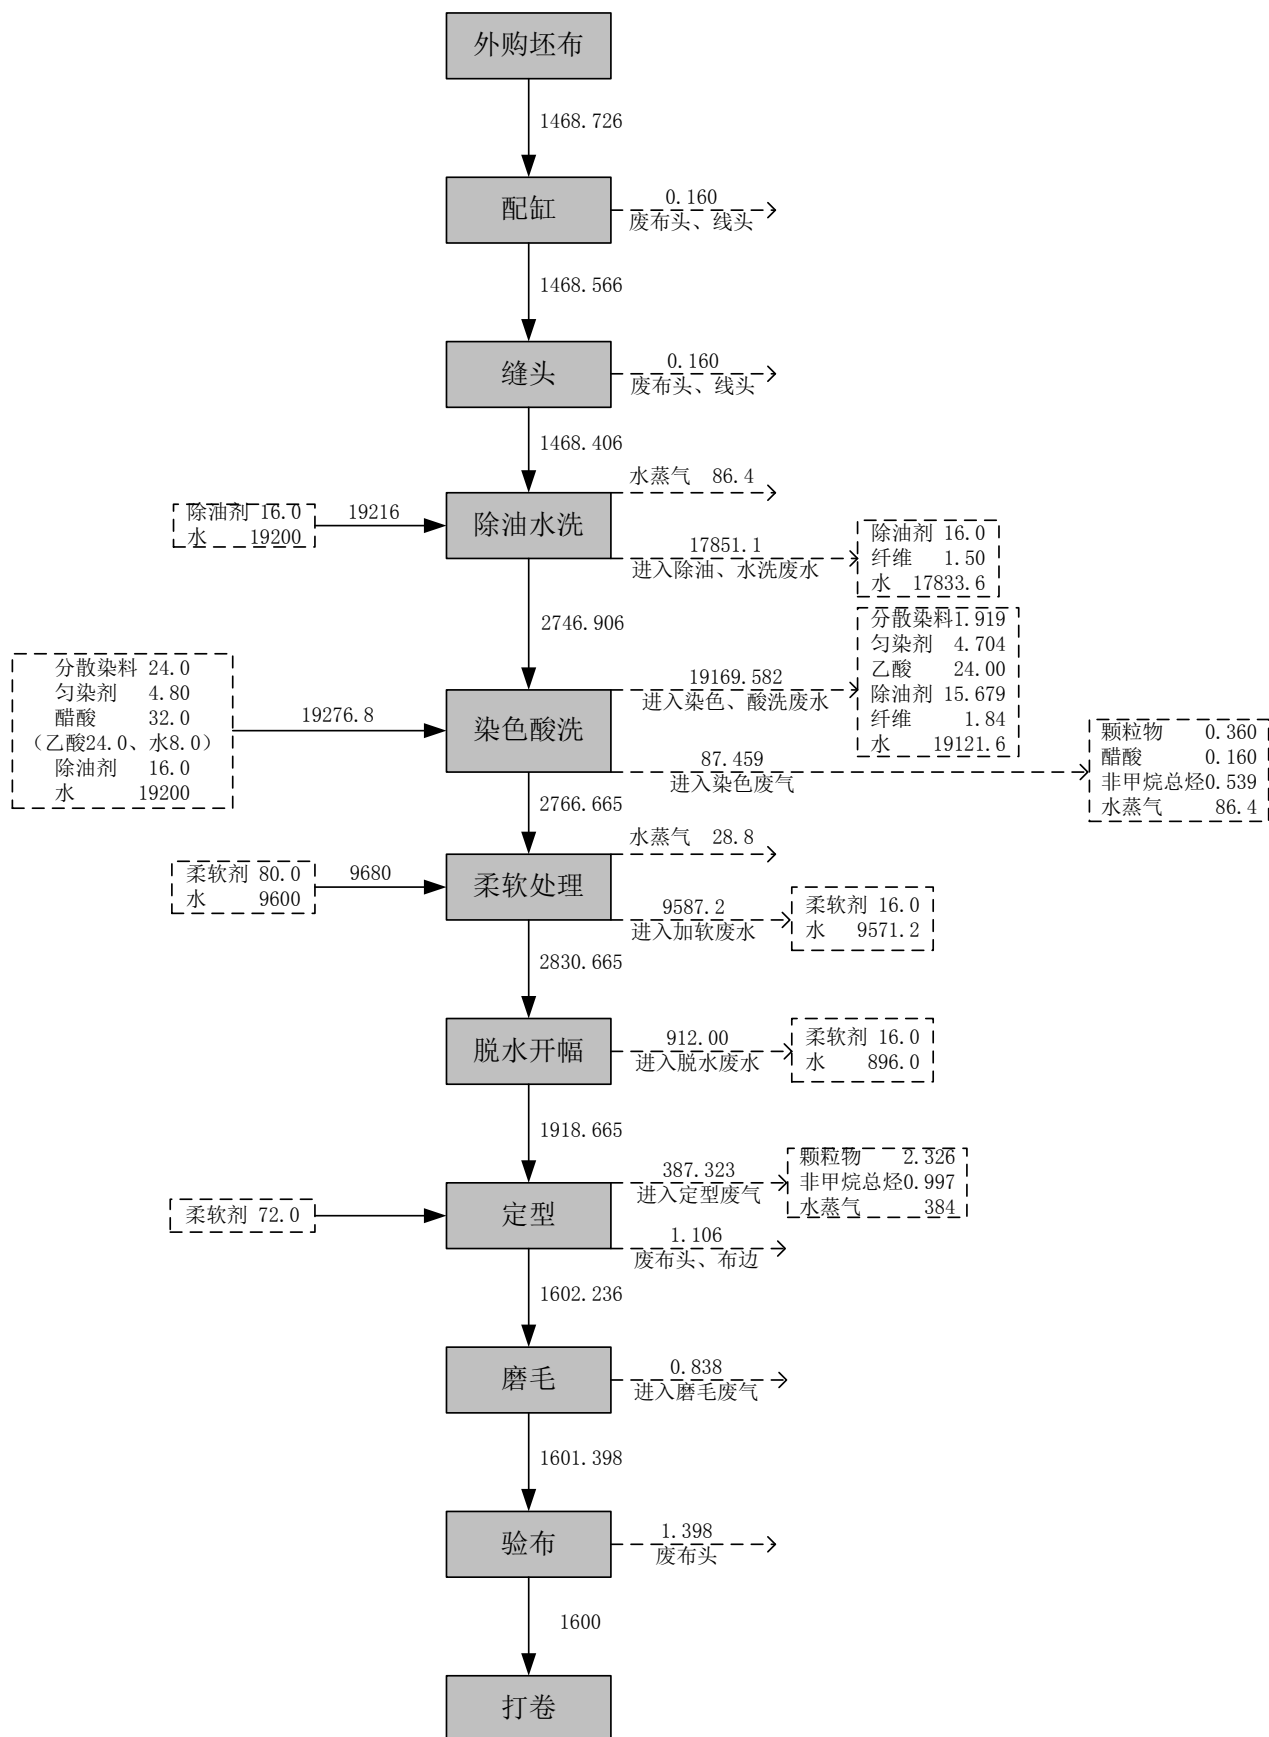 外购坯布
1468.726
配缸
0.160
废布头、线头
1468.566
缝头
0.160
废布头、线头
1468.406
水蒸气 86.4
除油剂 16.0
水 19200
19216
除油水洗
17851.1
进入除油、水洗废水
除油剂 16.0
纤维 1.50
水 17833.6
2746.906
分散染料 24.0
匀染剂 4.80
醋酸 32.0
（乙酸24.0、水8.0）
除油剂 16.0
水 19200
19276.8
染色酸洗
19169.582
进入染色、酸洗废水
分散染料1.919
匀染剂 4.704
乙酸 24.00
除油剂 15.679
纤维 1.84
水 19121.6
87.459
进入染色废气
颗粒物 0.360
醋酸 0.160
非甲烷总烃0.539
水蒸气 86.4
2766.665
水蒸气 28.8
柔软剂 80.0
水 9600
9680
柔软处理
9587.2
进入加软废水
柔软剂 16.0
水 9571.2
2830.665
脱水开幅
912.00
进入脱水废水
柔软剂 16.0
水 896.0
1918.665
柔软剂 72.0
定型
387.323
进入定型废气
颗粒物 2.326
非甲烷总烃0.997
水蒸气 384
1.106
废布头、布边
1602.236
磨毛
0.838
进入磨毛废气
1601.398
验布
1.398
废布头
1600
打卷